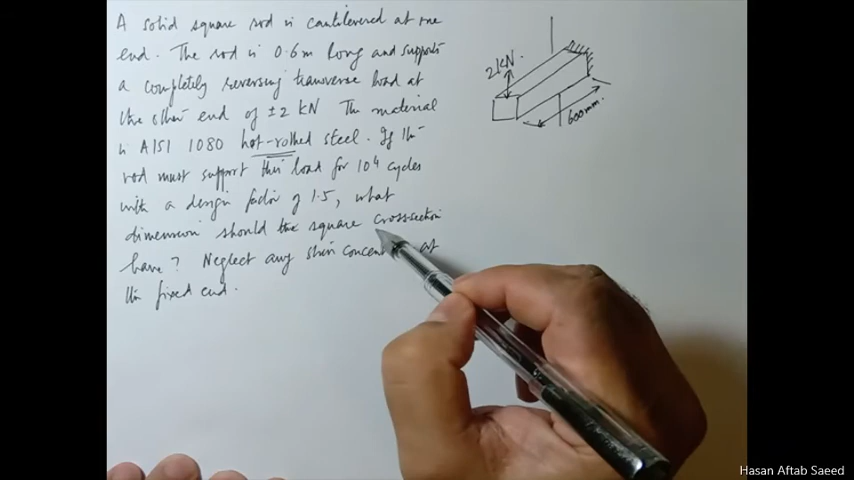 A solid square rod is cantilevered at one
end. The rod is 0.6m long and supports
a completely reversing transverse load at
the other end of ±2 kN The material
is AISI 1080 hot-rolled steel. If the
rod must support this load for 10⁴ cycles
with a design factor of 1.5, what
dimension should the square cross-section
have? Neglect any at
the fixed end.
2kN.
600mm.
Hasan Aftab Saeed